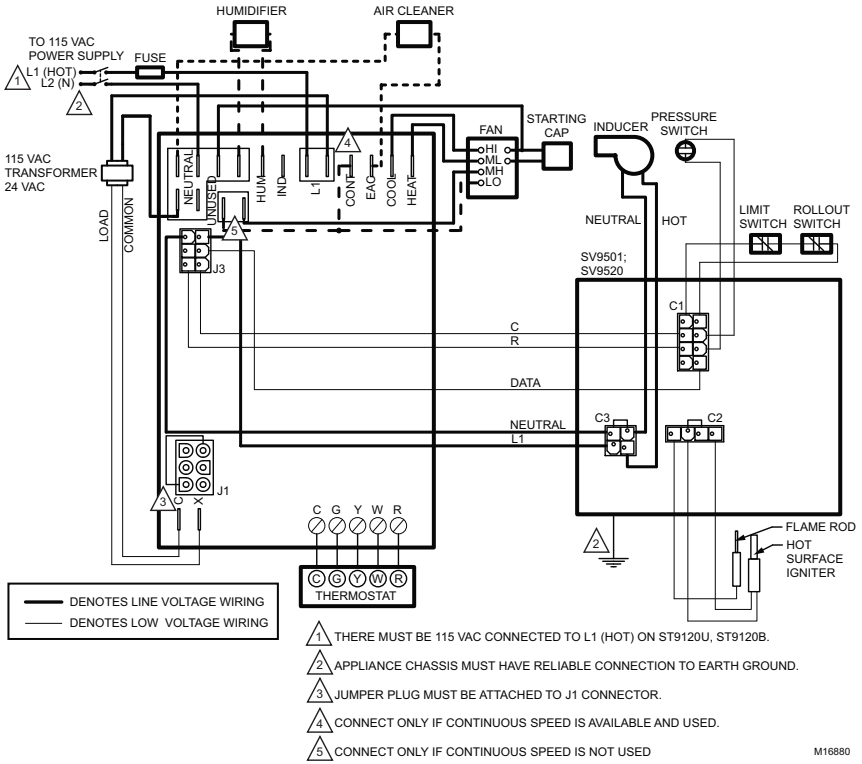 HUMIDIFIER
AIR CLEANER
TO 115 VAC
POWER SUPPLY
FUSE
L1 (HOT)
L2 (N)
1
2
115 VAC
TRANSFORMER
24 VAC
LOAD
COMMON
NEUTRAL
UNUSED
HUM
IND
L1
4
CONT
EAC
COOL
HEAT
5
J3
FAN
HI
ML
MH
LO
STARTING
CAP
INDUCER
PRESSURE
SWITCH
NEUTRAL
HOT
LIMIT
SWITCH
ROLLOUT
SWITCH
SV9501;
SV9520
C1
C
R
DATA
NEUTRAL
L1
C3
C2
J1
3
C
X
C G Y W R
C G Y W R
THERMOSTAT
2
FLAME ROD
HOT
SURFACE
IGNITER
DENOTES LINE VOLTAGE WIRING
DENOTES LOW VOLTAGE WIRING
1 THERE MUST BE 115 VAC CONNECTED TO L1 (HOT) ON ST9120U, ST9120B.
2 APPLIANCE CHASSIS MUST HAVE RELIABLE CONNECTION TO EARTH GROUND.
3 JUMPER PLUG MUST BE ATTACHED TO J1 CONNECTOR.
4 CONNECT ONLY IF CONTINUOUS SPEED IS AVAILABLE AND USED.
5 CONNECT ONLY IF CONTINUOUS SPEED IS NOT USED
M16880